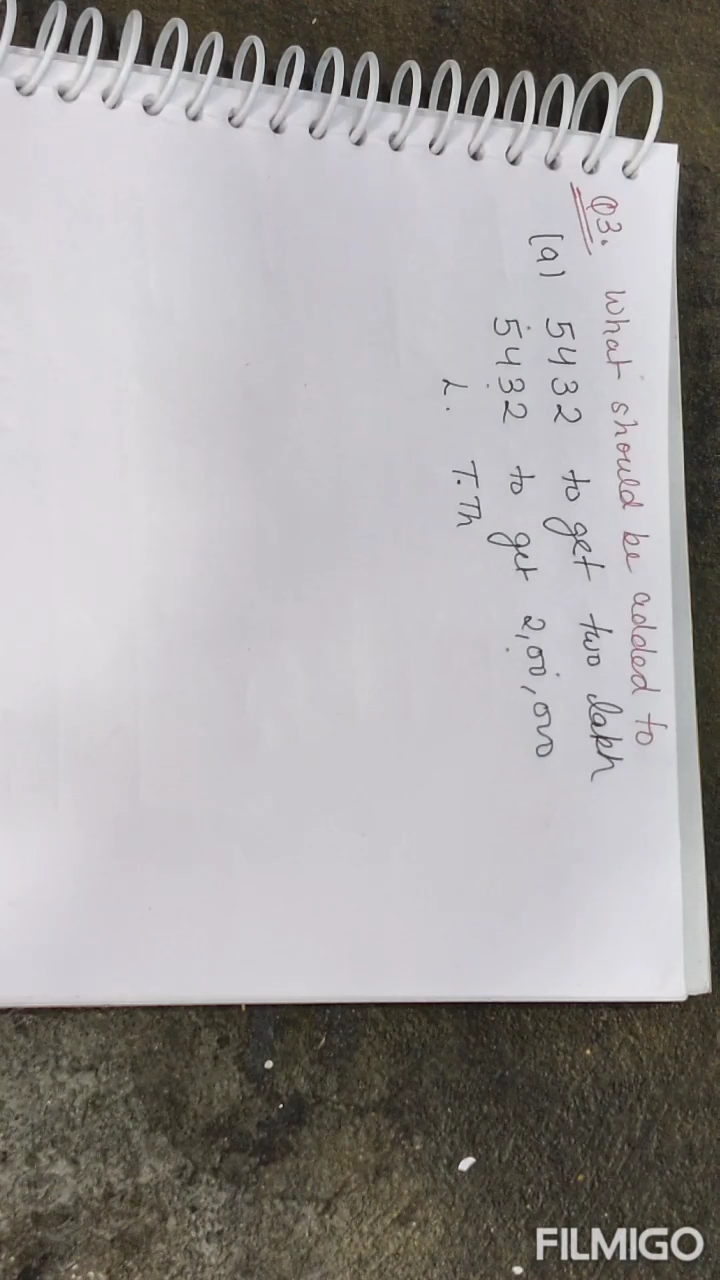 Q3. What should be added to
(a) 5432 to get two lakh
5432 to get 2,00,000
L. T.Th
FILMIGO